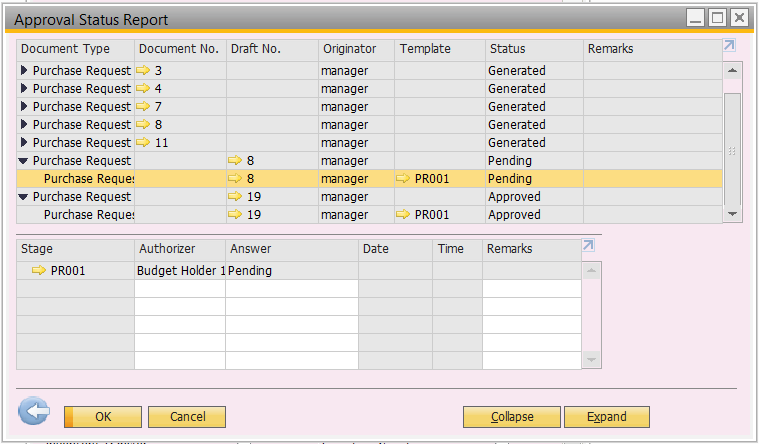 Approval Status Report
Document Type Document No. Draft No. Originator Template Status Remarks
Purchase Request 3 manager Generated
Purchase Request 4 manager Generated
Purchase Request 7 manager Generated
Purchase Request 8 manager Generated
Purchase Request 11 manager Generated
Purchase Request 8 manager Pending
Purchase Reques 8 manager PR001 Pending
Purchase Request 19 manager Approved
Purchase Reques 19 manager PR001 Approved
Stage Authorizer Answer Date Time Remarks
PR001 Budget Holder 1 Pending
OK Cancel Collapse Expand